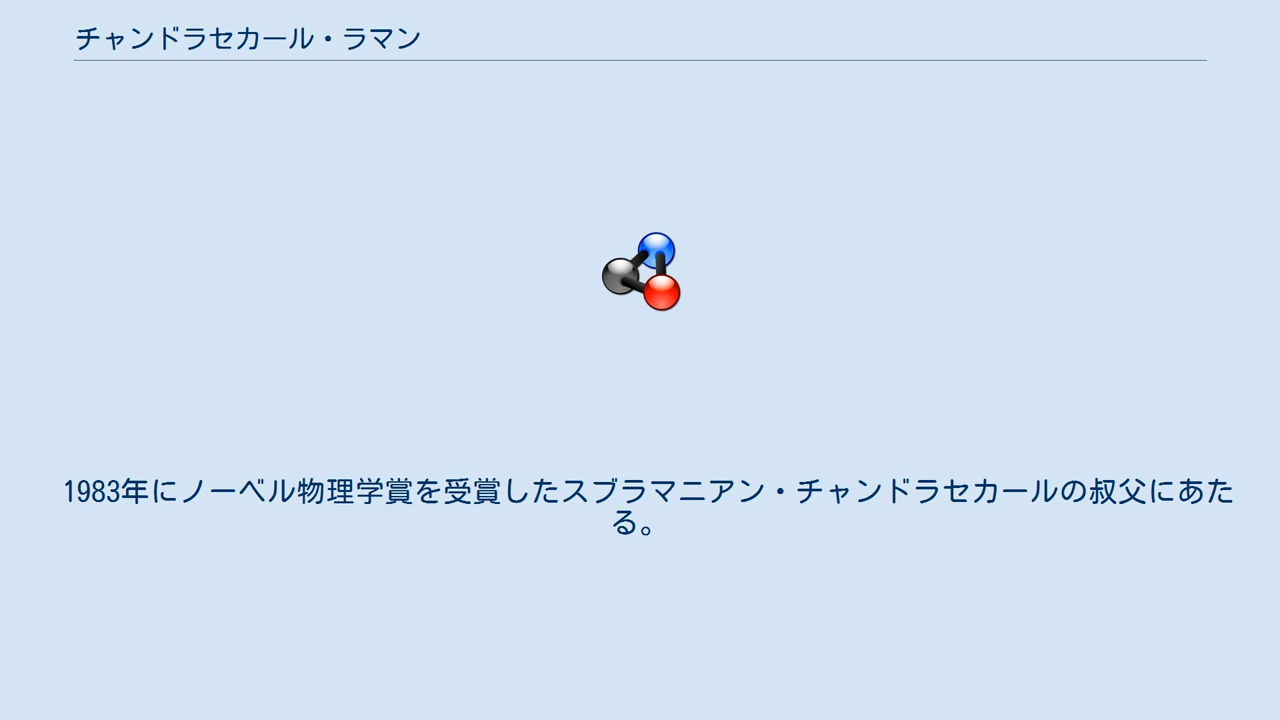 チャンドラセカール・ラマン
1983年にノーベル物理学賞を受賞したスブラマニアン・チャンドラセカールの叔父にあた
る。